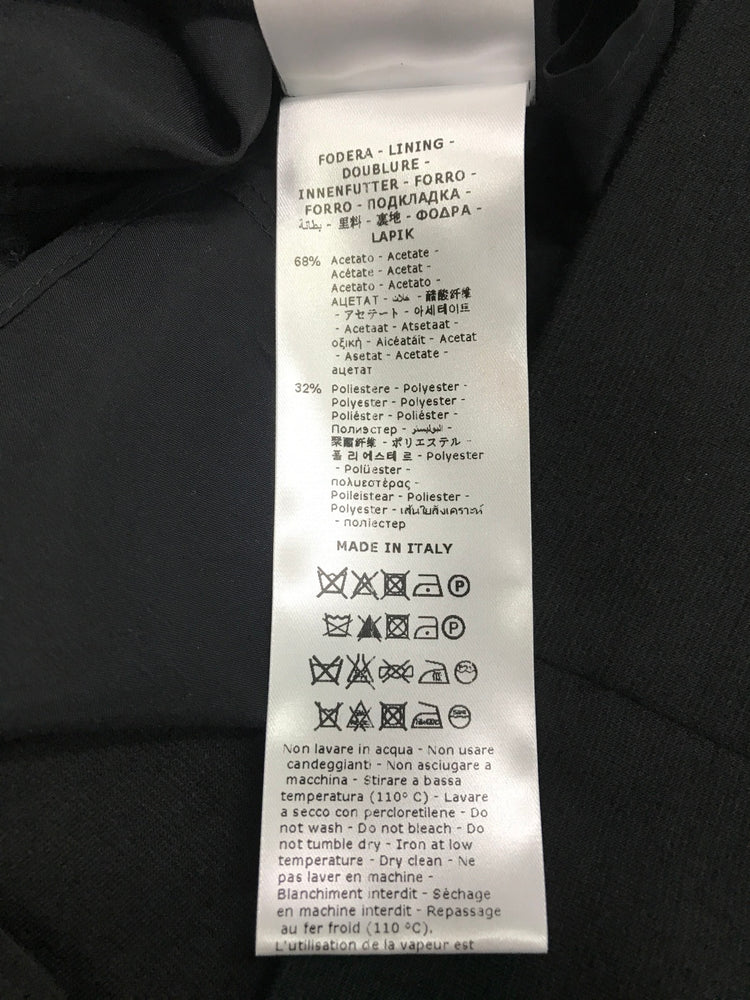 FODERA - LINING -
DOUBLURE -
INNENFUTTER - FORRO -
FORRO - ПОДКЛАДКА -
بطانة - 里料 - 裏地 - ΦΟΔΡΑ -
LAPIK
68% Acetato - Acetate -
Acétate - Acetat -
Acetato - Acetato -
АЦЕТАТ - خلات - 醋酸纤维
- アセテート - 아세테이트
- Acetaat - Atsetaat -
οξική - Aicéatáit - Acetat
- Asetat - Acetate -
ацетат
32% Poliestere - Polyester -
Polyester - Polyester -
Poliéster - Poliéster -
Полиэстер - البوليستر -
聚酯纤维 - ポリエステル -
폴리에스테르 - Polyester
- Polüester -
πολυεστέρας -
Poileistear - Poliester -
Polyester - เส้นใยสังเคราะห์
- поліестер
MADE IN ITALY
P
P
Non lavare in acqua - Non usare
candeggianti - Non asciugare a
macchina - Stirare a bassa
temperatura (110° C) - Lavare
a secco con percloretilene - Do
not wash - Do not bleach - Do
not tumble dry - Iron at low
temperature - Dry clean - Ne
pas laver en machine -
Blanchiment interdit - Séchage
en machine interdit - Repassage
au fer froid (110 °C).
L'utilisation de la vapeur est